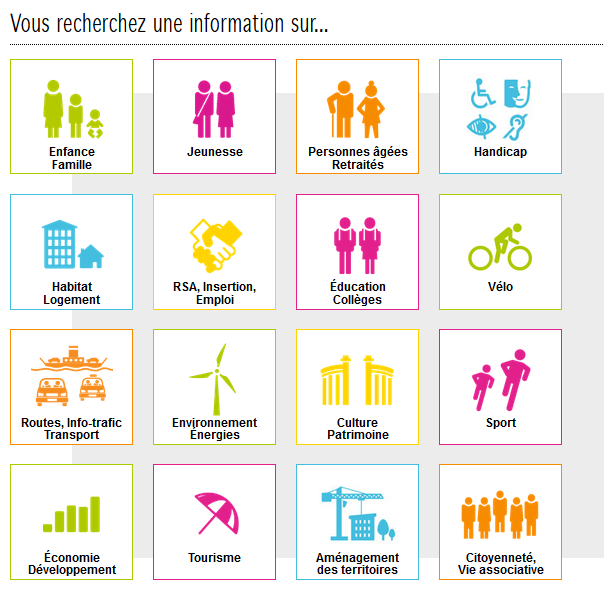 Vous recherchez une information sur...
Enfance
Famille
Jeunesse
Personnes âgées
Retraités
Handicap
Habitat
Logement
RSA, Insertion,
Emploi
Éducation
Collèges
Vélo
Routes, Info-trafic
Transport
Environnement
Énergies
Culture
Patrimoine
Sport
Économie
Développement
Tourisme
Aménagement
des territoires
Citoyenneté,
Vie associative